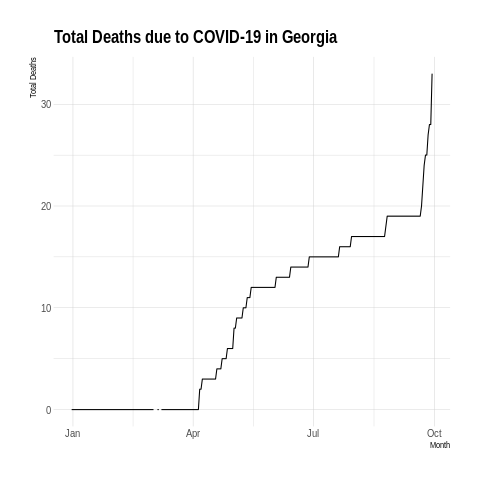 Total Deaths due to COVID-19 in Georgia
Total Deaths
30
20
10
0
Jan Apr Jul Oct
Month